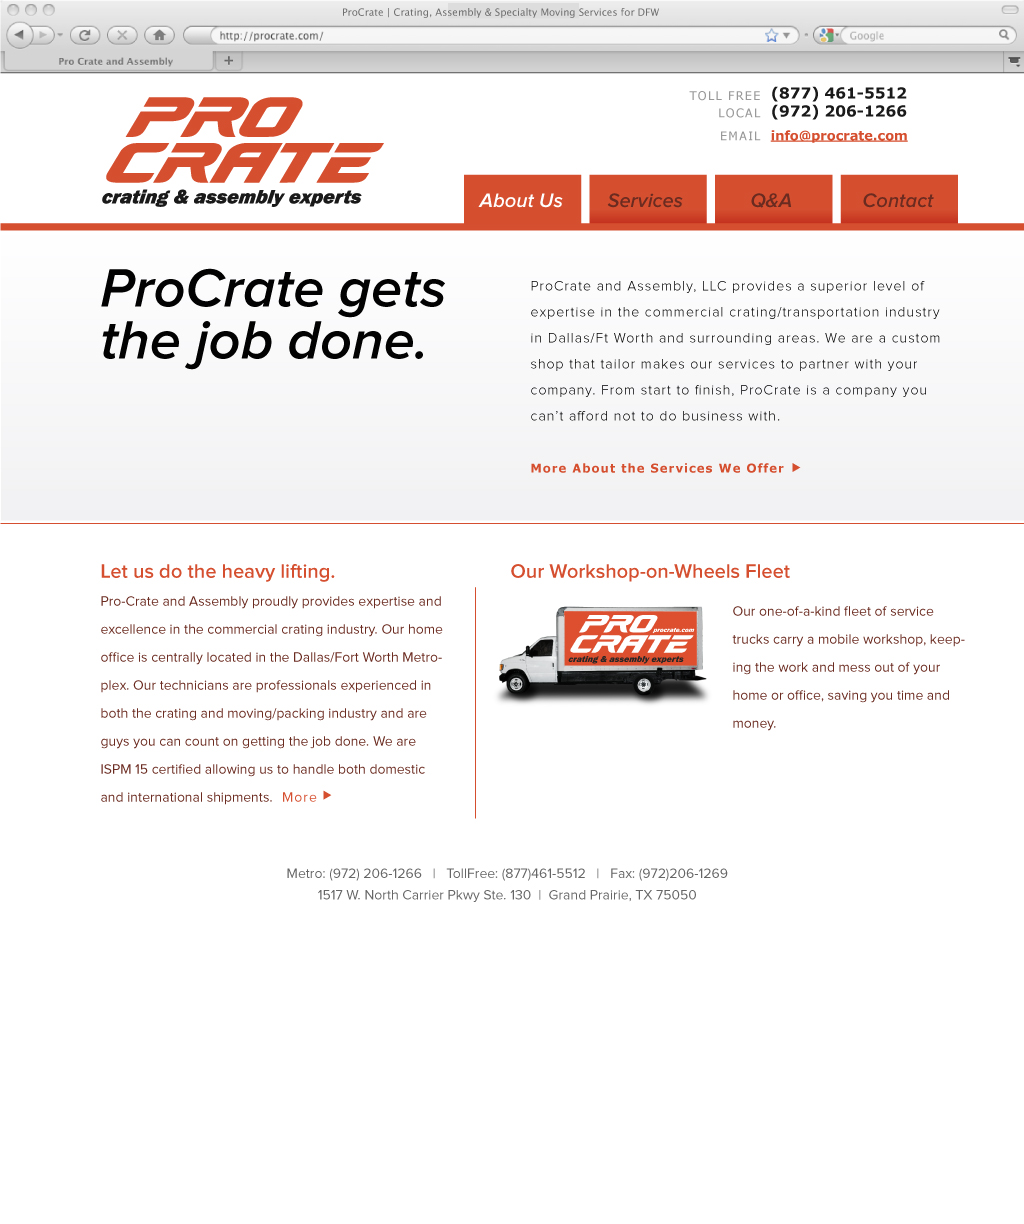 ProCrate | Crating, Assembly & Specialty Moving Services for DFW
http://procrate.com/
Google
Pro Crate and Assembly
TOLL FREE (877) 461-5512
LOCAL (972) 206-1266
EMAIL info@procrate.com
PRO
CRATE
crating & assembly experts
About Us
Services
Q&A
Contact
ProCrate gets
the job done.
ProCrate and Assembly, LLC provides a superior level of
expertise in the commercial crating/transportation industry
in Dallas/Ft Worth and surrounding areas. We are a custom
shop that tailor makes our services to partner with your
company. From start to finish, ProCrate is a company you
can't afford not to do business with.
More About the Services We Offer
Let us do the heavy lifting.
Pro-Crate and Assembly proudly provides expertise and
excellence in the commercial crating industry. Our home
office is centrally located in the Dallas/Fort Worth Metro-
plex. Our technicians are professionals experienced in
both the crating and moving/packing industry and are
guys you can count on getting the job done. We are
ISPM 15 certified allowing us to handle both domestic
and international shipments. More
Our Workshop-on-Wheels Fleet
PRO
procrate.com
CRATE
crating & assembly experts
Our one-of-a-kind fleet of service
trucks carry a mobile workshop, keep-
ing the work and mess out of your
home or office, saving you time and
money.
Metro: (972) 206-1266 | TollFree: (877)461-5512 | Fax: (972)206-1269
1517 W. North Carrier Pkwy Ste. 130 | Grand Prairie, TX 75050